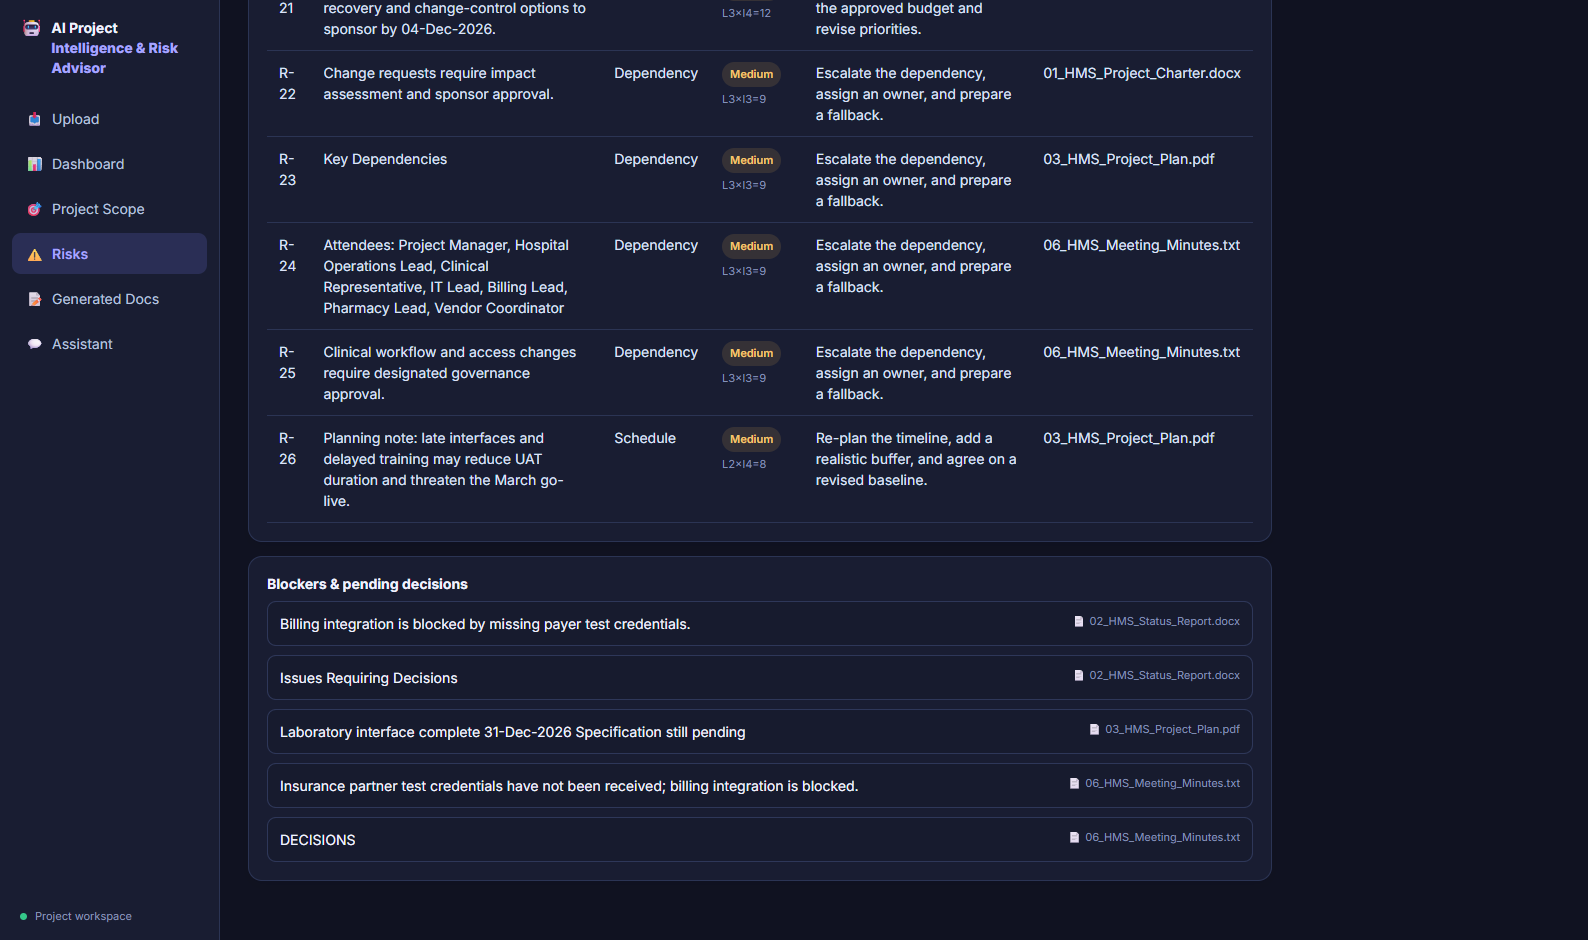 AI Project
Intelligence & Risk
Advisor
Upload
Dashboard
Project Scope
Risks
Generated Docs
Assistant
Project workspace
21
recovery and change-control options to
sponsor by 04-Dec-2026.
L3×I4=12
the approved budget and
revise priorities.
R-
22
Change requests require impact
assessment and sponsor approval.
Dependency
Medium
L3×I3=9
Escalate the dependency,
assign an owner, and prepare
a fallback.
01_HMS_Project_Charter.docx
R-
23
Key Dependencies
Dependency
Medium
L3×I3=9
Escalate the dependency,
assign an owner, and prepare
a fallback.
03_HMS_Project_Plan.pdf
R-
24
Attendees: Project Manager, Hospital
Operations Lead, Clinical
Representative, IT Lead, Billing Lead,
Pharmacy Lead, Vendor Coordinator
Dependency
Medium
L3×I3=9
Escalate the dependency,
assign an owner, and prepare
a fallback.
06_HMS_Meeting_Minutes.txt
R-
25
Clinical workflow and access changes
require designated governance
approval.
Dependency
Medium
L3×I3=9
Escalate the dependency,
assign an owner, and prepare
a fallback.
06_HMS_Meeting_Minutes.txt
R-
26
Planning note: late interfaces and
delayed training may reduce UAT
duration and threaten the March go-
live.
Schedule
Medium
L2×I4=8
Re-plan the timeline, add a
realistic buffer, and agree on a
revised baseline.
03_HMS_Project_Plan.pdf
Blockers & pending decisions
Billing integration is blocked by missing payer test credentials.
02_HMS_Status_Report.docx
Issues Requiring Decisions
02_HMS_Status_Report.docx
Laboratory interface complete 31-Dec-2026 Specification still pending
03_HMS_Project_Plan.pdf
Insurance partner test credentials have not been received; billing integration is blocked.
06_HMS_Meeting_Minutes.txt
DECISIONS
06_HMS_Meeting_Minutes.txt